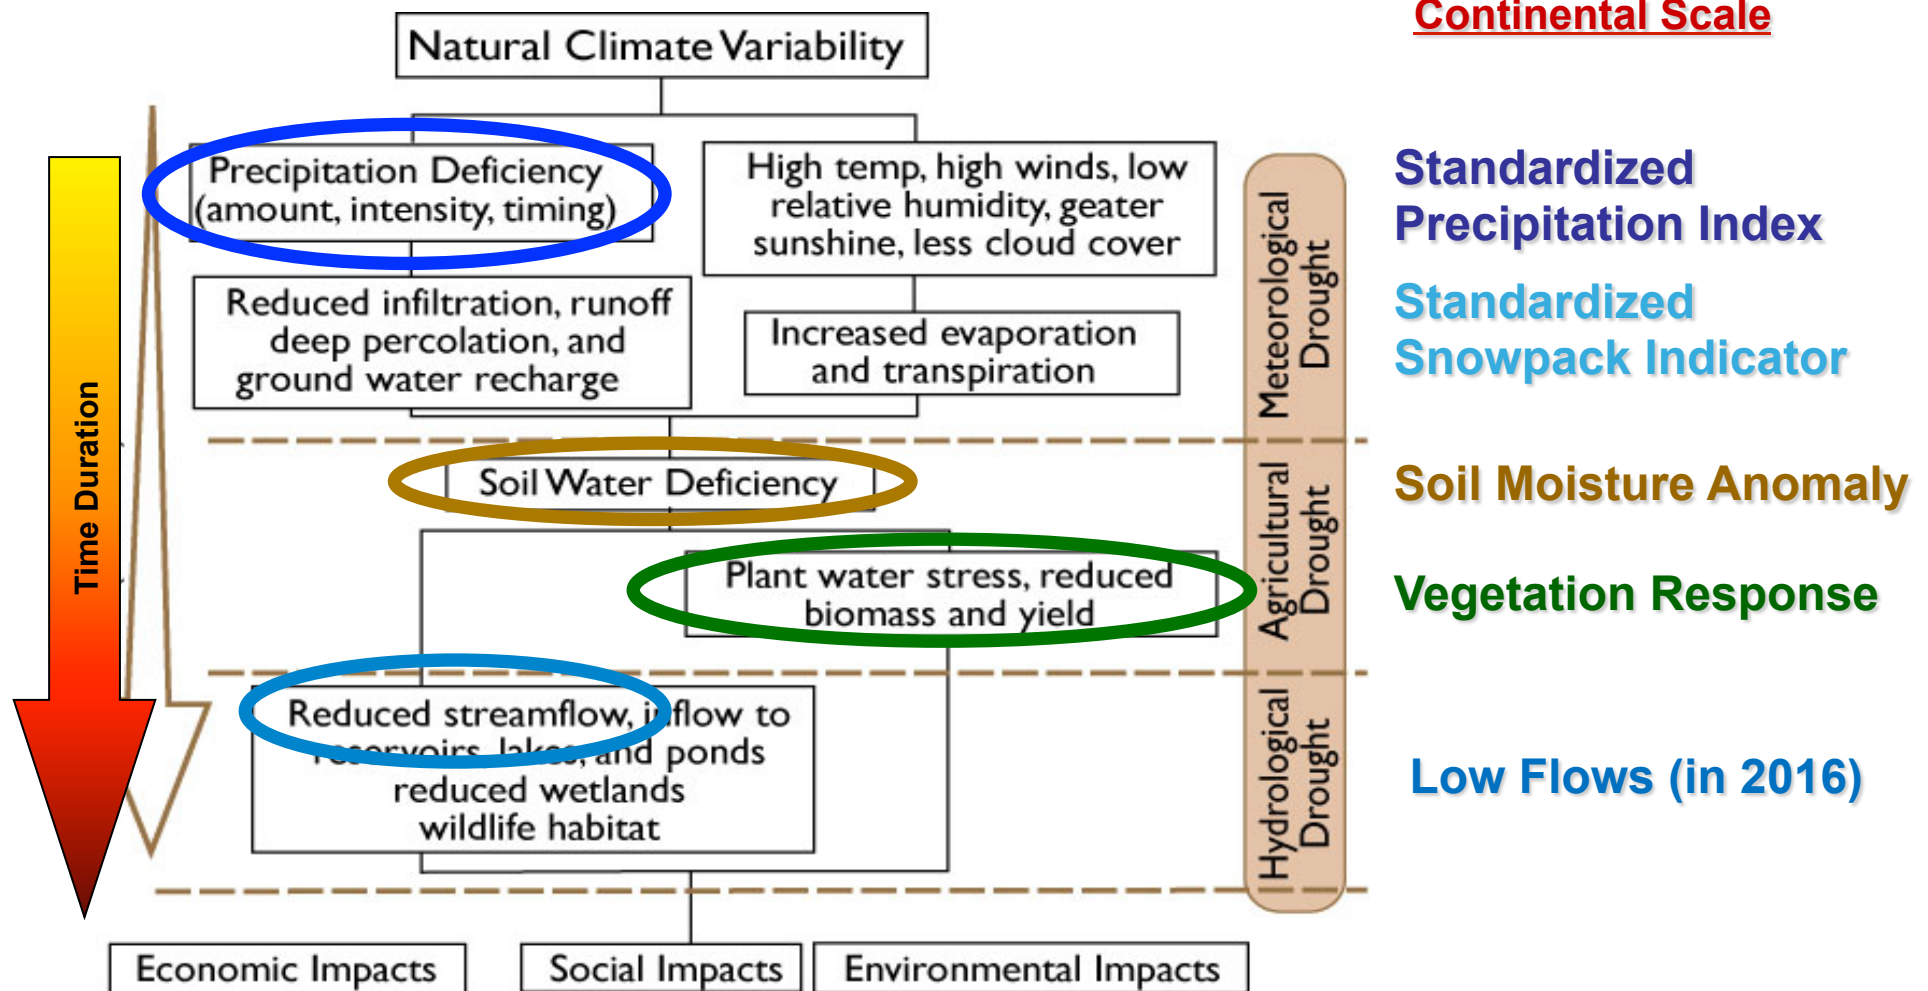 Continental Scale
Natural Climate Variability
Precipitation Deficiency
(amount, intensity, timing)
High temp, high winds, low
relative humidity, geater
sunshine, less cloud cover
Reduced infiltration, runoff
deep percolation, and
ground water recharge
Increased evaporation
and transpiration
Meteorological
Drought
Standardized
Precipitation Index
Standardized
Snowpack Indicator
Time Duration
Soil Water Deficiency
Plant water stress, reduced
biomass and yield
Agricultural
Drought
Soil Moisture Anomaly
Vegetation Response
Reduced streamflow, inflow to
reservoirs, lakes, and ponds
reduced wetlands
wildlife habitat
Hydrological
Drought
Low Flows (in 2016)
Economic Impacts
Social Impacts
Environmental Impacts